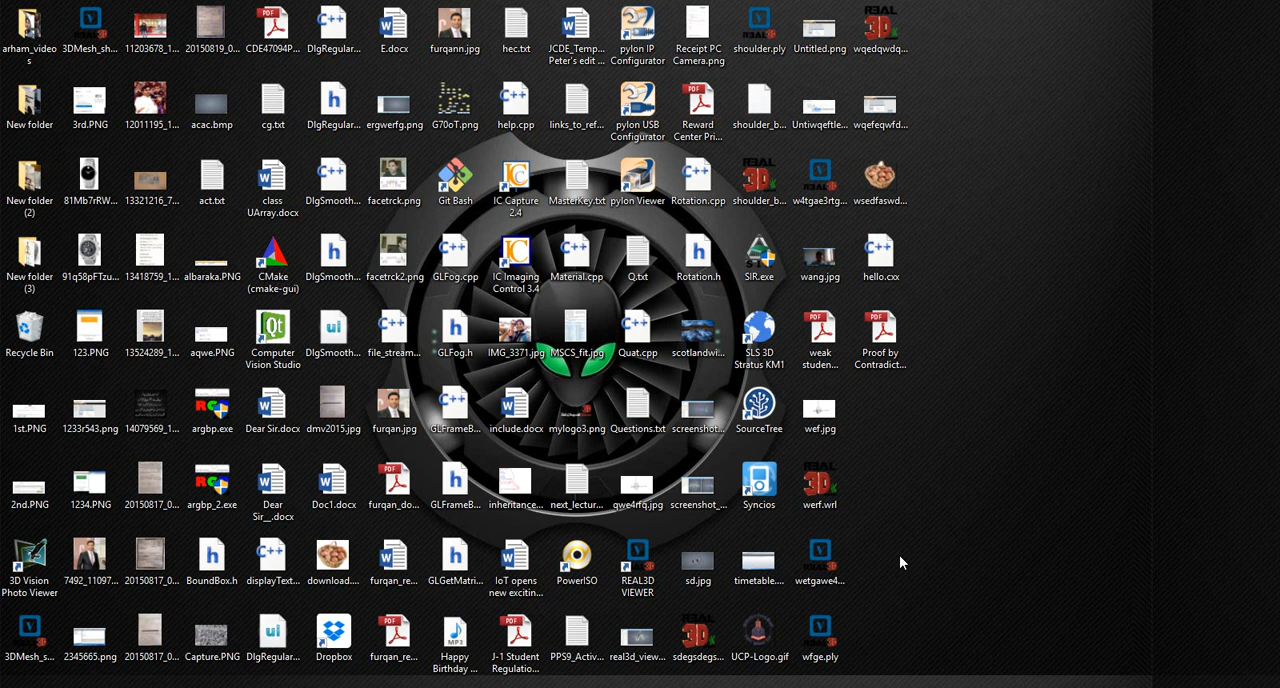 arham_video
s
3DMesh_sh...
11203678_1...
20150819_0...
CDE47094P...
DlgRegular...
E.docx
furqann.jpg
hec.txt
JCDE_Temp...
Peter's edit ...
pylon IP
Configurator
Receipt PC
Camera.png
shoulder.ply
Untitled.png
wqedqwdq...
New folder
3rd.PNG
12011195_1...
acac.bmp
cg.txt
DlgRegular...
ergwerfg.png
G70oT.png
help.cpp
links_to_ref...
pylon USB
Configurator
Reward
Center Pri...
shoulder_b...
Untiwqeftle...
wqefeqwfd...
New folder
(2)
81Mb7rRW...
13321216_7...
act.txt
class
UArray.docx
DlgSmooth...
facetrck.png
Git Bash
IC Capture
2.4
MasterKey.txt
pylon Viewer
Rotation.cpp
shoulder_b...
w4tgae3rtg...
wsedfaswd...
New folder
(3)
91q58pFTzu...
13418759_1...
albaraka.PNG
CMake
(cmake-gui)
DlgSmooth...
facetrck2.png
GLFog.cpp
IC Imaging
Control 3.4
Material.cpp
Q.txt
Rotation.h
SIR.exe
wang.jpg
hello.cxx
Recycle Bin
123.PNG
13524289_1...
aqwe.PNG
Computer
Vision Studio
DlgSmooth...
file_stream...
GLFog.h
IMG_3371.jpg
MSCS_fit.jpg
Quat.cpp
scotlandwi...
SLS 3D
Stratus KM1
weak
studen...
Proof by
Contradict...
1st.PNG
1233r543.png
14079569_1...
argbp.exe
Dear Sir.docx
dmv2015.jpg
furqan.jpg
GLFrameB...
include.docx
mylogo3.png
Questions.txt
screenshot...
SourceTree
wef.jpg
2nd.PNG
1234.PNG
20150817_0...
argbp_2.exe
Dear
Sir__.docx
Doc1.docx
furqan_do...
GLFrameB...
inheritance...
next_lectur...
qwe4rfq.jpg
screenshot_...
Syncios
werf.wrl
3D Vision
Photo Viewer
7492_11097...
20150817_0...
BoundBox.h
displayText...
download....
furqan_re...
GLGetMatri...
IoT opens
new excitin...
PowerISO
REAL3D
VIEWER
sd.jpg
timetable....
wetgawe4...
3DMesh_s...
2345665.png
20150817_0...
Capture.PNG
DlgRegular...
Dropbox
furqan_re...
Happy
Birthday ...
J-1 Student
Regulatio...
PPS9_Activ...
real3d_view...
sdegsdegs...
UCP-Logo.gif
wfge.ply